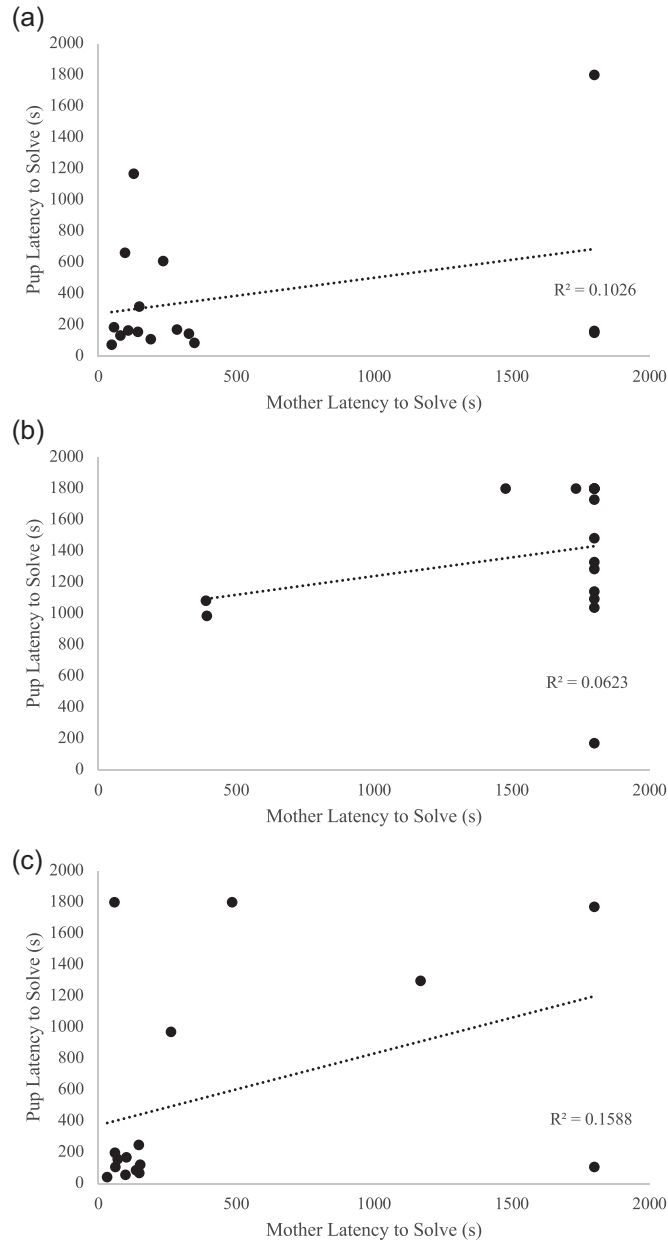 (a)
2000
1800
1600
1400
1200
1000
800
600
400
200
0
Pup Latency to Solve (s)
R² = 0.1026
0 500 1000 1500 2000
Mother Latency to Solve (s)
(b)
2000
1800
1600
1400
1200
1000
800
600
400
200
0
Pup Latency to Solve (s)
R² = 0.0623
0 500 1000 1500 2000
Mother Latency to Solve (s)
(c)
2000
1800
1600
1400
1200
1000
800
600
400
200
0
Pup Latency to Solve (s)
R² = 0.1588
0 500 1000 1500 2000
Mother Latency to Solve (s)